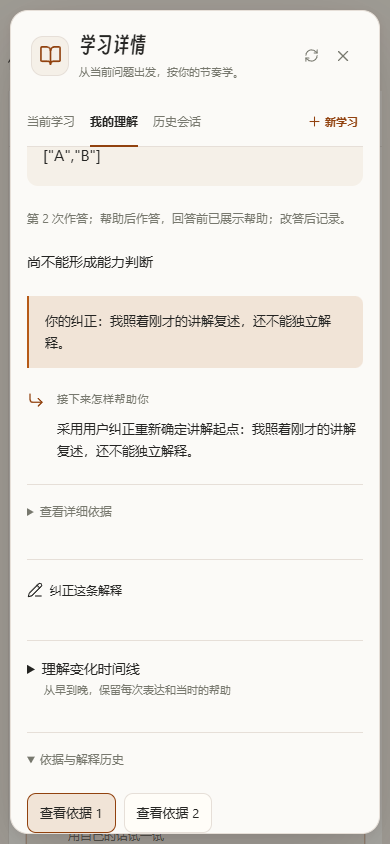 学习详情
从当前问题出发，按你的节奏学。
当前学习
我的理解
历史会话
新学习
["A","B"]
第 2 次作答；帮助后作答，回答前已展示帮助；改答后记录。
尚不能形成能力判断
你的纠正：我照着刚才的讲解复述，还不能独立解
释。
接下来怎样帮助你
采用用户纠正重新确定讲解起点：我照着刚才的讲解
复述，还不能独立解释。
查看详细依据
纠正这条解释
理解变化时间线
从早到晚，保留每次表达和当时的帮助
依据与解释历史
查看依据 1
查看依据 2
用自己的话试一试